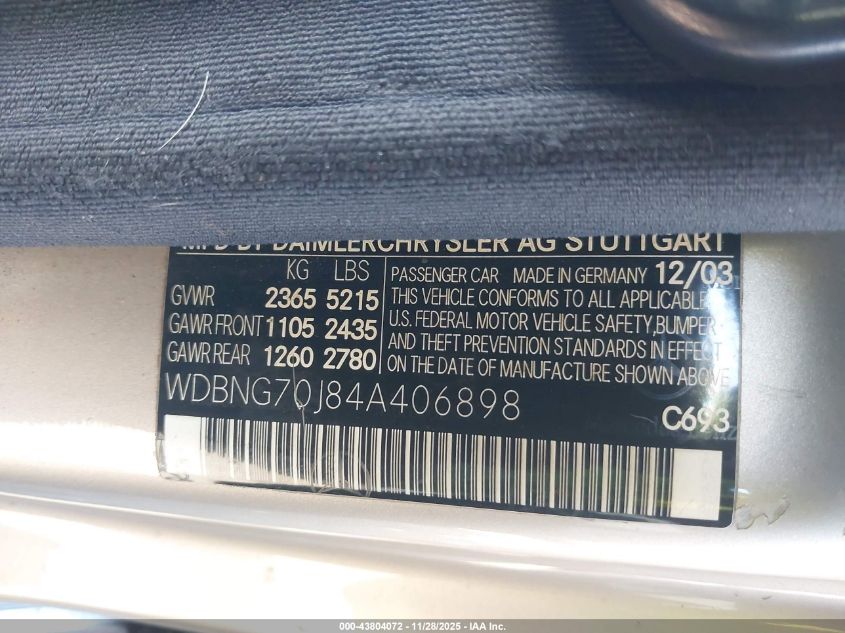 MFD BY DAIMLERCHRYSLER AG STUTTGART
KG LBS
GVWR 2365 5215
GAWR FRONT 1105 2435
GAWR REAR 1260 2780
PASSENGER CAR MADE IN GERMANY 12/03
THIS VEHICLE CONFORMS TO ALL APPLICABLE
U.S. FEDERAL MOTOR VEHICLE SAFETY, BUMPER
AND THEFT PREVENTION STANDARDS IN EFFECT
ON THE DATE OF MANUFACTURE SHOWN ABOVE
WDBNG70J84A406898
C693
000-43804072 | 11/28/2025 - IAA Inc.